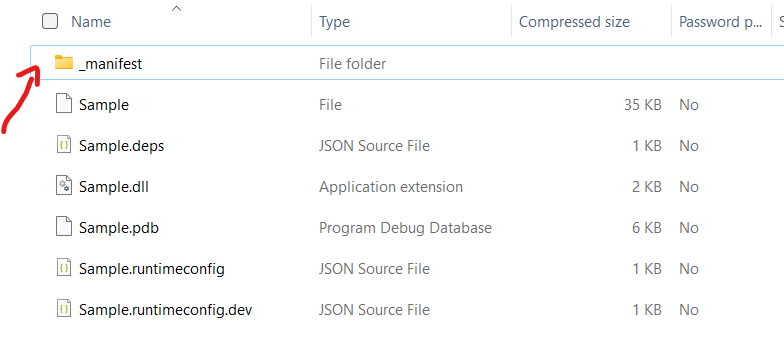 Name Type Compressed size Password p...
_manifest File folder
Sample File 35 KB No
Sample.deps JSON Source File 1 KB No
Sample.dll Application extension 2 KB No
Sample.pdb Program Debug Database 6 KB No
Sample.runtimeconfig JSON Source File 1 KB No
Sample.runtimeconfig.dev JSON Source File 1 KB No